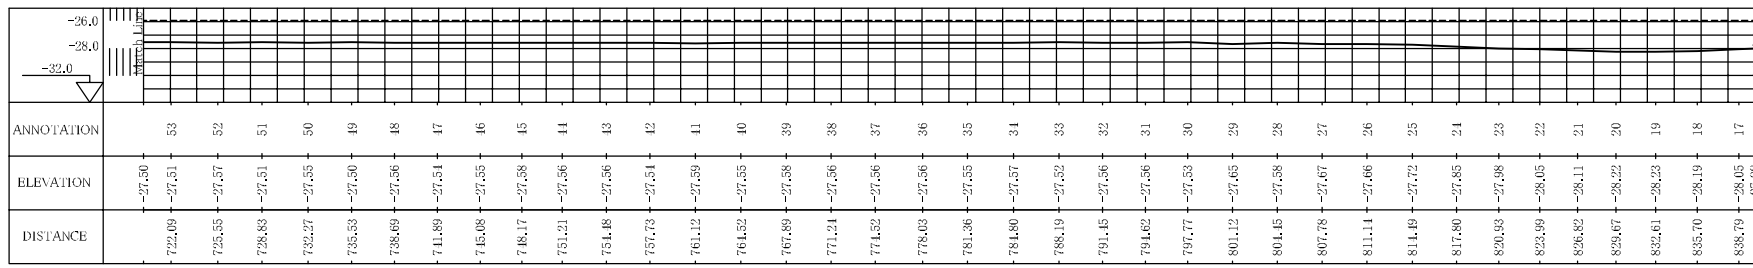 -26.0
-28.0
-32.0
Match Line
ANNOTATION 53 52 51 50 49 48 47 46 45 44 43 42 41 40 39 38 37 36 35 34 33 32 31 30 29 28 27 26 25 24 23 22 21 20 19 18 17
ELEVATION -27.50 -27.51 -27.57 -27.51 -27.55 -27.50 -27.56 -27.54 -27.55 -27.58 -27.56 -27.56 -27.54 -27.59 -27.55 -27.58 -27.56 -27.56 -27.56 -27.55 -27.57 -27.52 -27.56 -27.56 -27.53 -27.65 -27.58 -27.67 -27.66 -27.72 -27.85 -27.98 -28.05 -28.11 -28.22 -28.23 -28.19 -28.05
DISTANCE 722.09 725.55 728.83 732.27 735.53 738.69 741.89 745.08 748.17 751.21 754.48 757.73 761.12 764.52 767.89 771.24 774.52 778.03 781.36 784.80 788.19 791.45 794.62 797.77 801.12 804.45 807.78 811.14 814.49 817.80 820.93 823.99 826.82 829.67 832.61 835.70 838.79